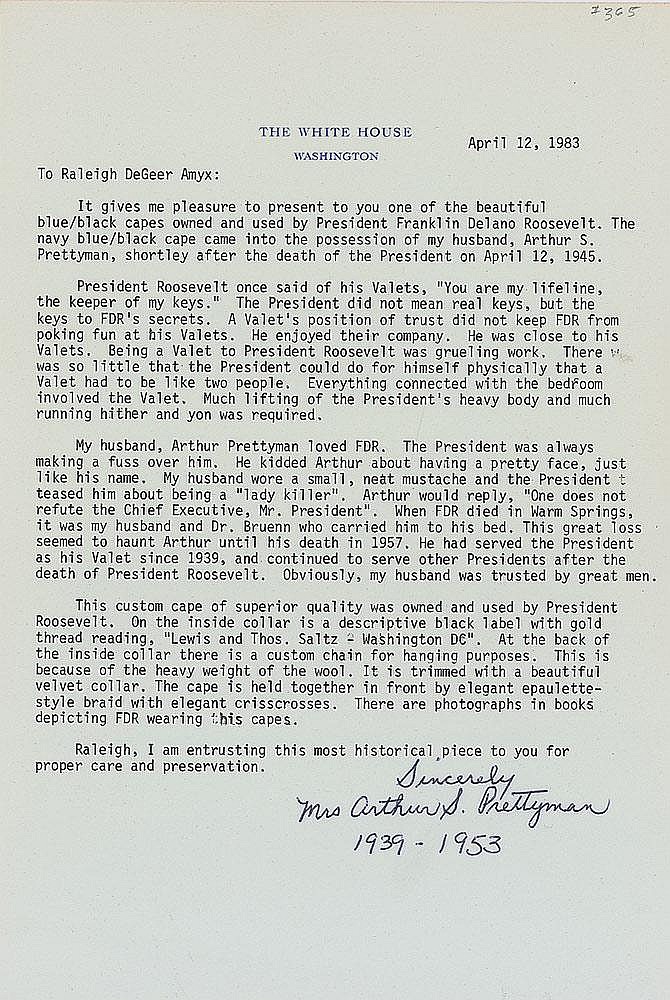 #365
THE WHITE HOUSE
WASHINGTON
April 12, 1983
To Raleigh DeGeer Amyx:
It gives me pleasure to present to you one of the beautiful
blue/black capes owned and used by President Franklin Delano Roosevelt. The
navy blue/black cape came into the possession of my husband, Arthur S.
Prettyman, shortley after the death of the President on April 12, 1945.
President Roosevelt once said of his Valets, "You are my lifeline,
the keeper of my keys." The President did not mean real keys, but the
keys to FDR's secrets. A Valet's position of trust did not keep FDR from
poking fun at his Valets. He enjoyed their company. He was close to his
Valets. Being a Valet to President Roosevelt was grueling work. There w
was so little that the President could do for himself physically that a
Valet had to be like two people. Everything connected with the bedroom
involved the Valet. Much lifting of the President's heavy body and much
running hither and yon was required.
My husband, Arthur Prettyman loved FDR. The President was always
making a fuss over him. He kidded Arthur about having a pretty face, just
like his name. My husband wore a small, neat mustache and the President t
teased him about being a "lady killer". Arthur would reply, "One does not
refute the Chief Executive, Mr. President". When FDR died in Warm Springs,
it was my husband and Dr. Bruenn who carried him to his bed. This great loss
seemed to haunt Arthur until his death in 1957. He had served the President
as his Valet since 1939, and continued to serve other Presidents after the
death of President Roosevelt. Obviously, my husband was trusted by great men.
This custom cape of superior quality was owned and used by President
Roosevelt. On the inside collar is a descriptive black label with gold
thread reading, "Lewis and Thos. Saltz - Washington DC". At the back of
the inside collar there is a custom chain for hanging purposes. This is
because of the heavy weight of the wool. It is trimmed with a beautiful
velvet collar. The cape is held together in front by elegant epaulette-
style braid with elegant crisscrosses. There are photographs in books
depicting FDR wearing this capes.
Raleigh, I am entrusting this most historical piece to you for
proper care and preservation.
Sincerely
Mrs Arthur S. Prettyman
1939 - 1953